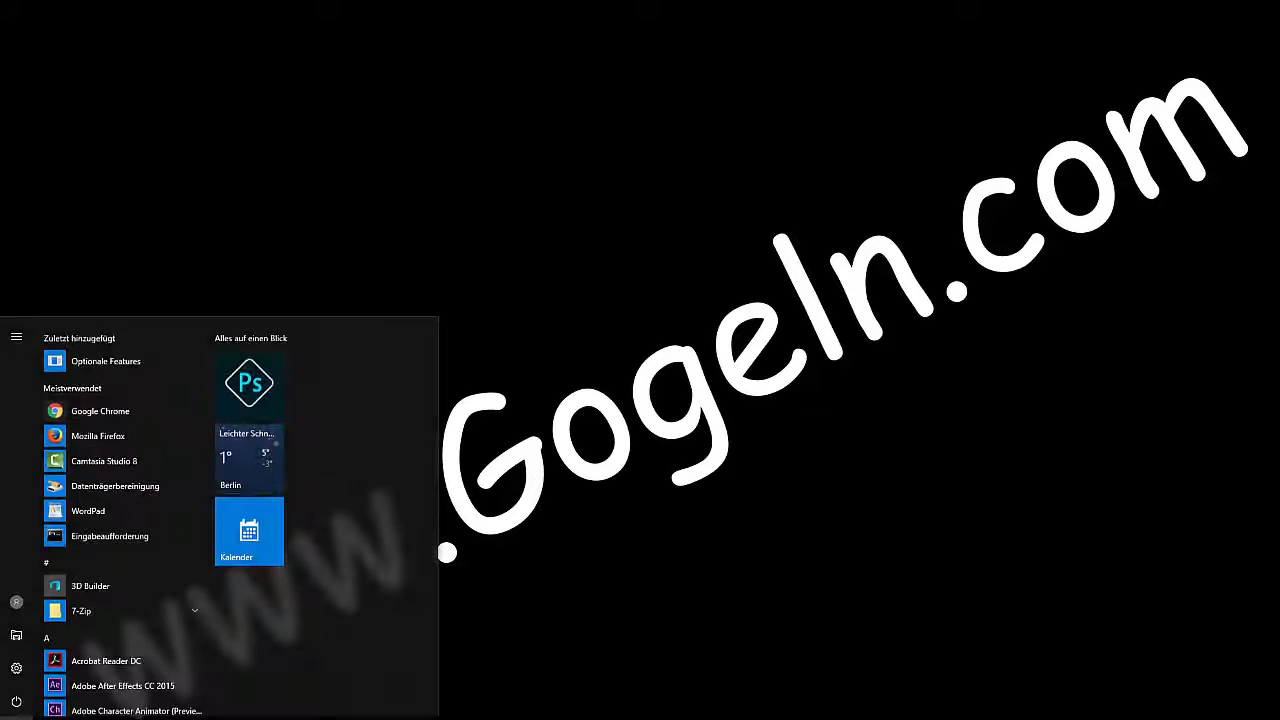 www.Gogeln.com
Zuletzt hinzugefügt
Optionale Features
Meistverwendet
Google Chrome
Mozilla Firefox
Camtasia Studio 8
Datenträgerbereinigung
WordPad
Eingabeaufforderung
#
3D Builder
7-Zip
A
Acrobat Reader DC
Adobe After Effects CC 2015
Adobe Character Animator (Previe...
Alles auf einen Blick
Ps
Leichter Schn...
1° 5°
-3°
Berlin
Kalender